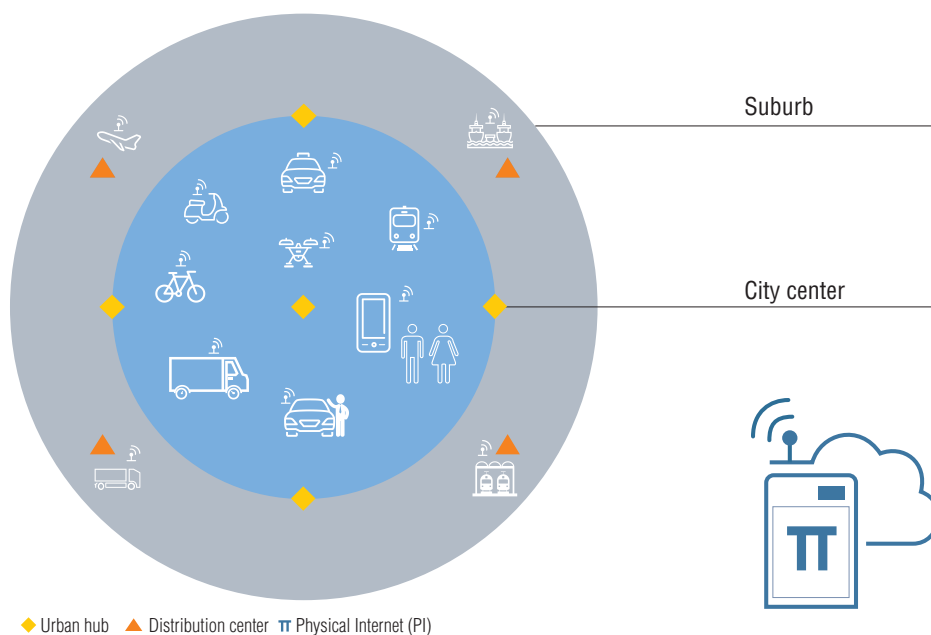 Suburb
City center
π
Urban hub Distribution center π Physical Internet (PI)